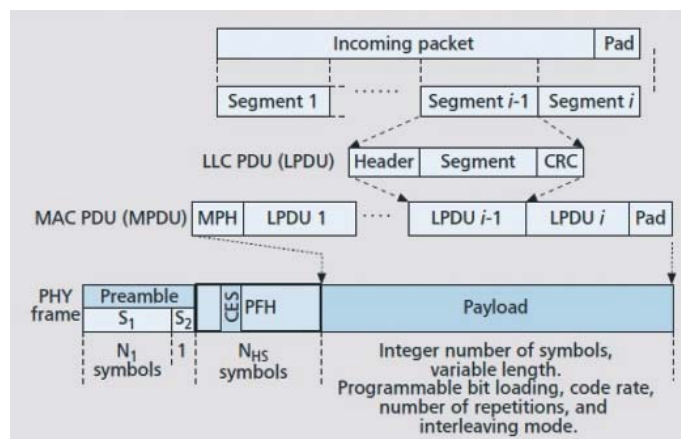 Incoming packet Pad
Segment 1 ...... Segment i-1 Segment i
LLC PDU (LPDU) Header Segment CRC
MAC PDU (MPDU) MPH LPDU 1 .... LPDU i-1 LPDU i Pad
PHY frame
Preamble
S1 S2
CES PFH
Payload
N1 symbols
1
NHS symbols
Integer number of symbols,
variable length.
Programmable bit loading, code rate,
number of repetitions, and
interleaving mode.